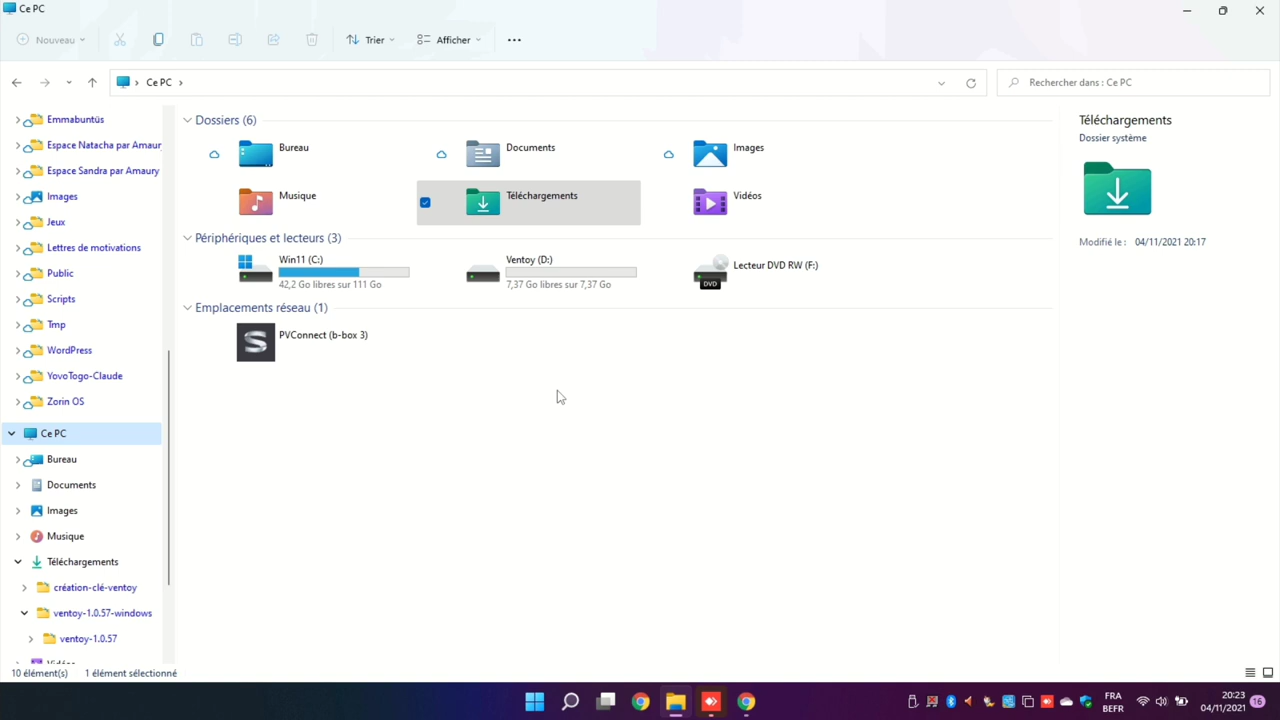 Ce PC
Nouveau
Trier
Afficher
Ce PC
Rechercher dans : Ce PC
Emmabuntüs
Espace Natacha par Amaur
Espace Sandra par Amaury
Images
Jeux
Lettres de motivations
Public
Scripts
Tmp
WordPress
YovoTogo-Claude
Zorin OS
Ce PC
Bureau
Documents
Images
Musique
Téléchargements
création-clé-ventoy
ventoy-1.0.57-windows
ventoy-1.0.57
Vidéos
Dossiers (6)
Bureau
Documents
Images
Musique
Téléchargements
Vidéos
Périphériques et lecteurs (3)
Win11 (C:)
42,2 Go libres sur 111 Go
Ventoy (D:)
7,37 Go libres sur 7,37 Go
Lecteur DVD RW (F:)
DVD
Emplacements réseau (1)
S
PVConnect (b-box 3)
Téléchargements
Dossier système
Modifié le : 04/11/2021 20:17
10 élément(s) 1 élément sélectionné
FRA
BEFR
20:23
04/11/2021
16